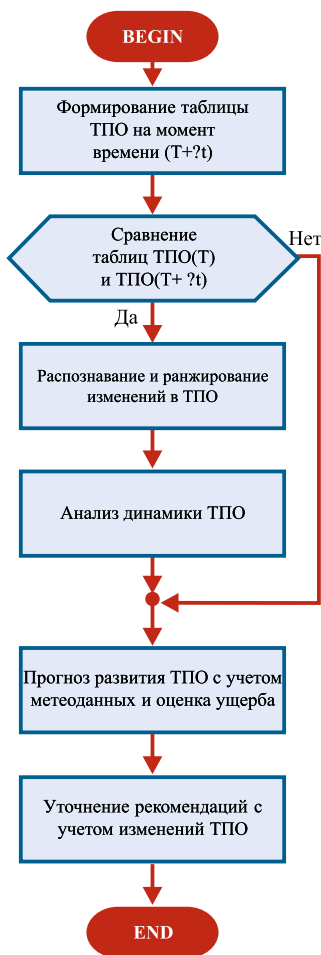 BEGIN
Формирование таблицы
ТПО на момент
времени (T+?t)
Сравнение
таблиц ТПО(T)
и ТПО(T+ ?t)
Нет
Да
Распознавание и ранжирование
изменений в ТПО
Анализ динамики ТПО
Прогноз развития ТПО с учетом
метеоданных и оценка ущерба
Уточнение рекомендаций с
учетом изменений ТПО
END